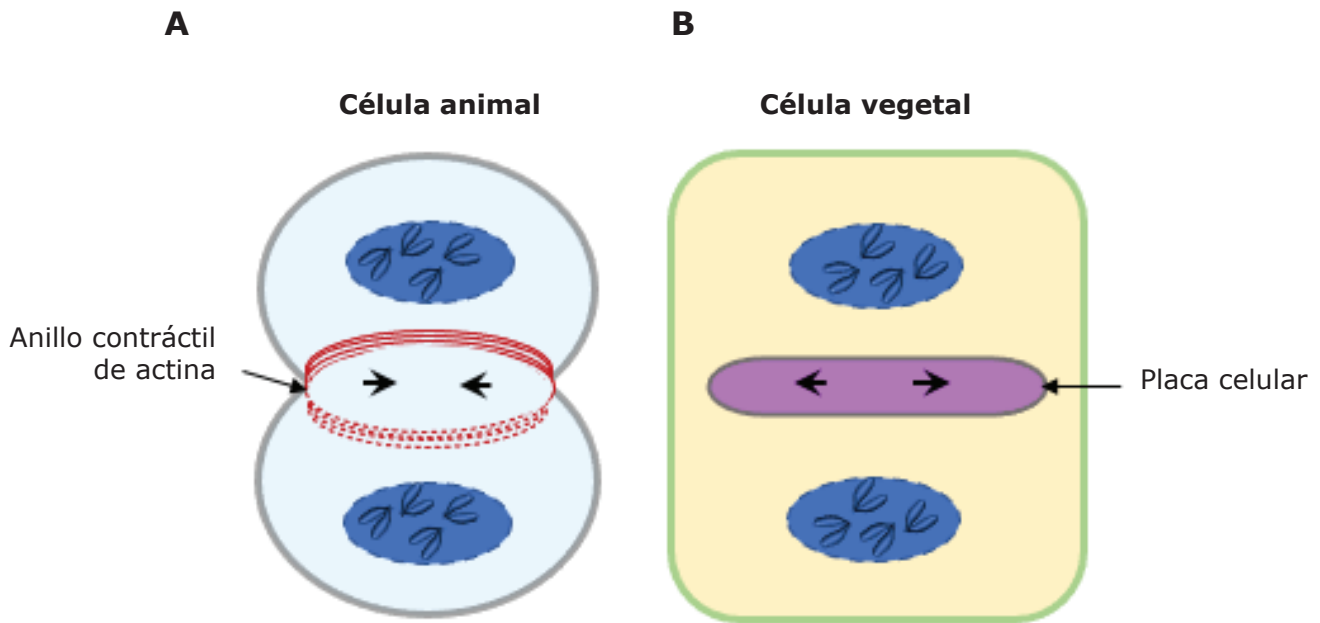 A
B
Célula animal
Célula vegetal
Anillo contráctil
de actina
Placa celular